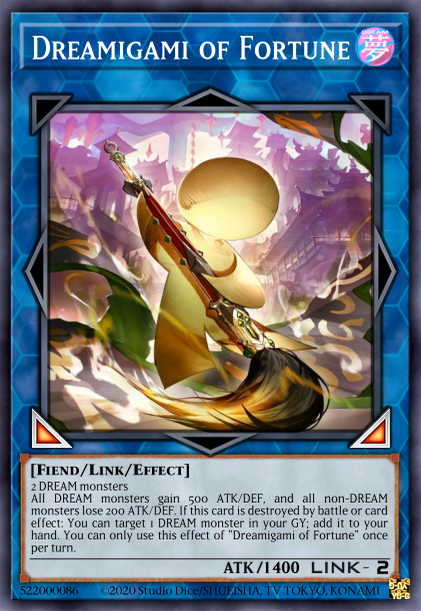 Dreamigami of Fortune
DREAM
夢
[Fiend/Link/Effect]
2 DREAM monsters
All DREAM monsters gain 500 ATK/DEF, and all non-DREAM
monsters lose 200 ATK/DEF. If this card is destroyed by battle or card
effect: You can target 1 DREAM monster in your GY; add it to
your hand. You can only use this effect of "Dreamigami of Fortune" once
per turn.
ATK/1400 LINK-2
522000086 ©2020 Studio Dice/SHUEISHA, TV TOKYO, KONAMI